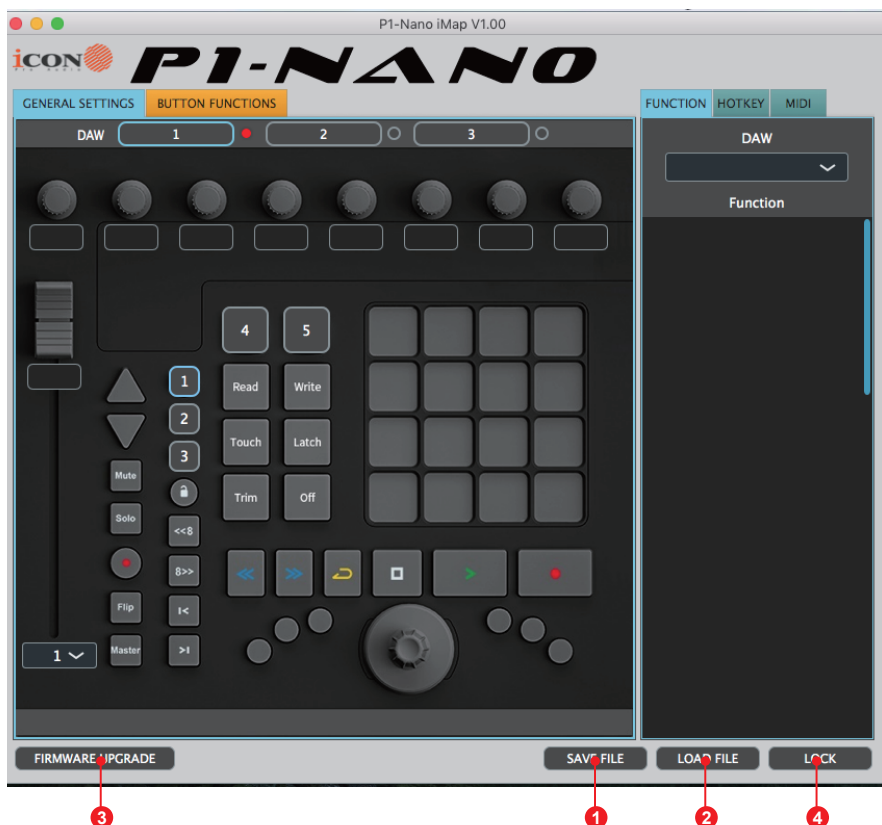 P1-Nano iMap V1.00
iCON
Pro Audio
P1-NANO
GENERAL SETTINGS
BUTTON FUNCTIONS
FUNCTION
HOTKEY
MIDI
DAW
1
2
3
DAW
Function
4
5
1
Read
Write
2
Touch
Latch
3
Mute
Trim
Off
Solo
<<8
8>>
Flip
I<
1
Master
>I
FIRMWARE UPGRADE
SAVE FILE
LOAD FILE
LOCK
3
1
2
4